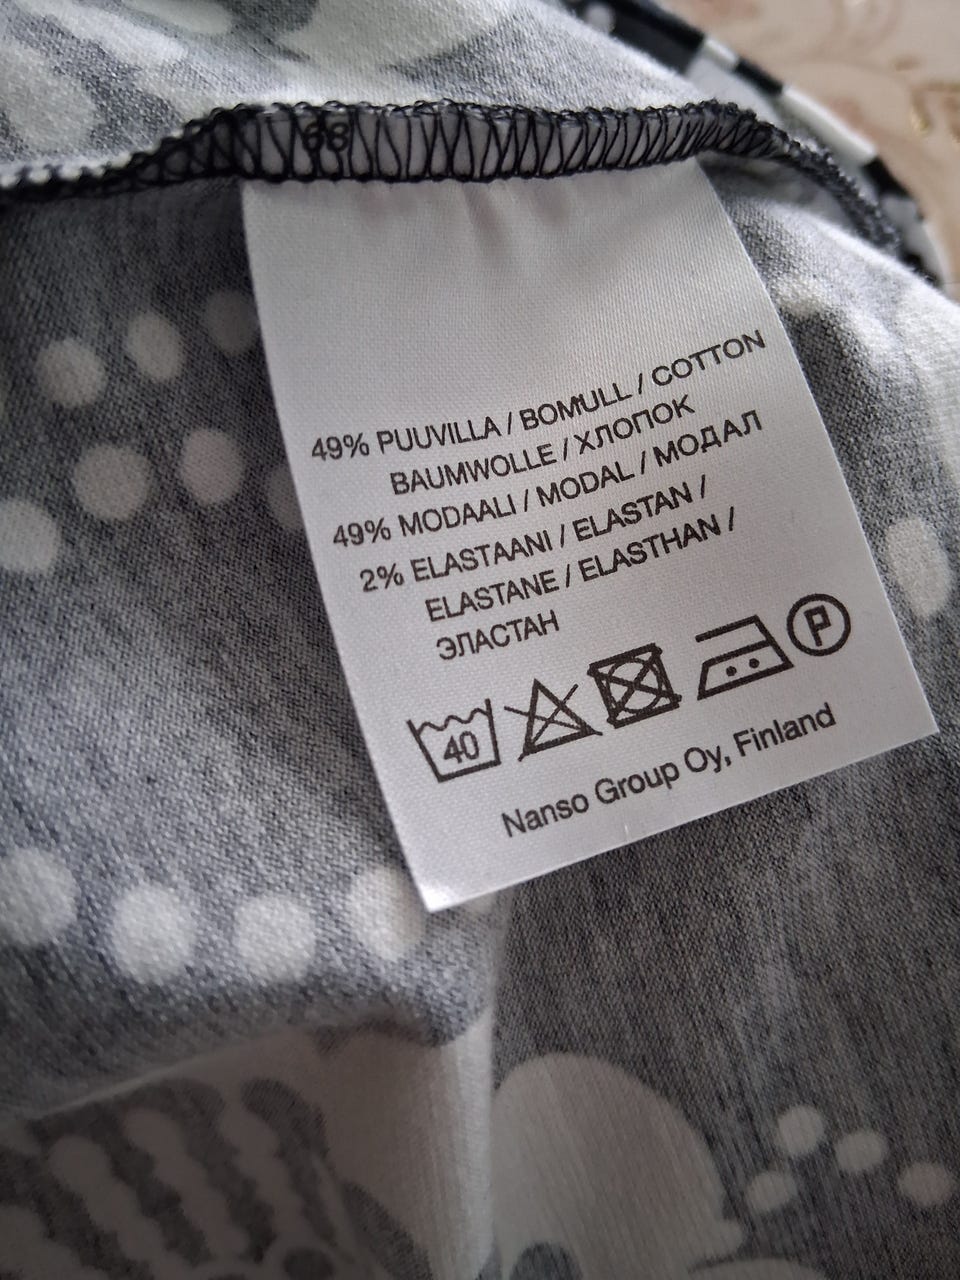 68
49% PUUVILLA / BOMULL / COTTON
BAUMWOLLE / ХЛОПОК
49% MODAALI / MODAL / МОДАЛ
2% ELASTAANI / ELASTAN /
ELASTANE / ELASTHAN /
ЭЛАСТАН
40 P
Nanso Group Oy, Finland